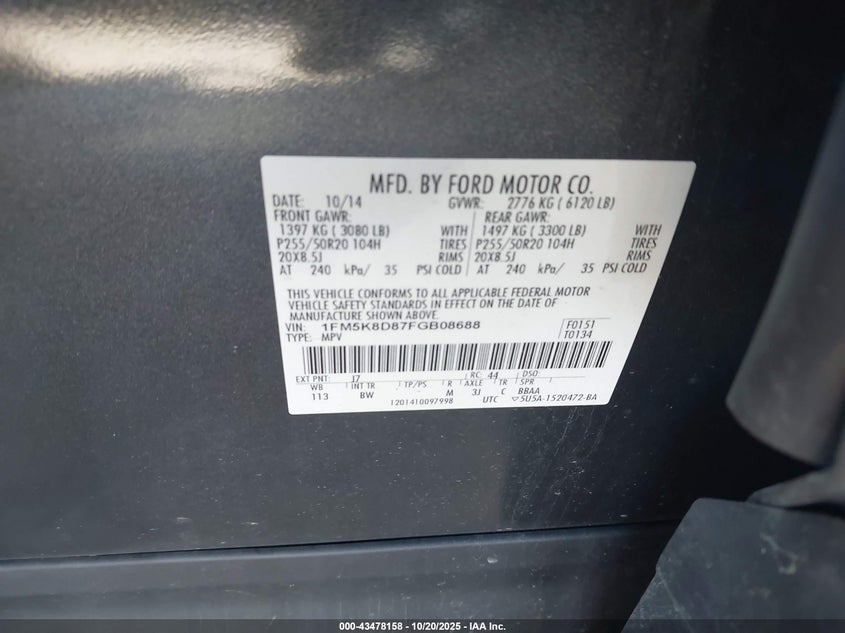 MFD. BY FORD MOTOR CO.
DATE: 10/14 GVWR: 2776 KG ( 6120 LB)
FRONT GAWR: REAR GAWR:
1397 KG ( 3080 LB) WITH 1497 KG ( 3300 LB) WITH
P255/50R20 104H TIRES P255/50R20 104H TIRES
20X8.5J RIMS 20X8.5J RIMS
AT 240 kPa/ 35 PSI COLD AT 240 kPa/ 35 PSI COLD
THIS VEHICLE CONFORMS TO ALL APPLICABLE FEDERAL MOTOR
VEHICLE SAFETY STANDARDS IN EFFECT ON THE DATE OF
MANUFACTURE SHOWN ABOVE.
VIN: 1FM5K8D87FGB08688 F0151
TYPE: MPV T0134
EXT PNT: J7 RC: 44 DSO:
WB INT TR TP/PS R AXLE TR SPR
113 BW M 3J C BBAA
1201410097998 UTC 5U5A-1520472-BA
000-43478158 - 10/20/2025 - IAA Inc.